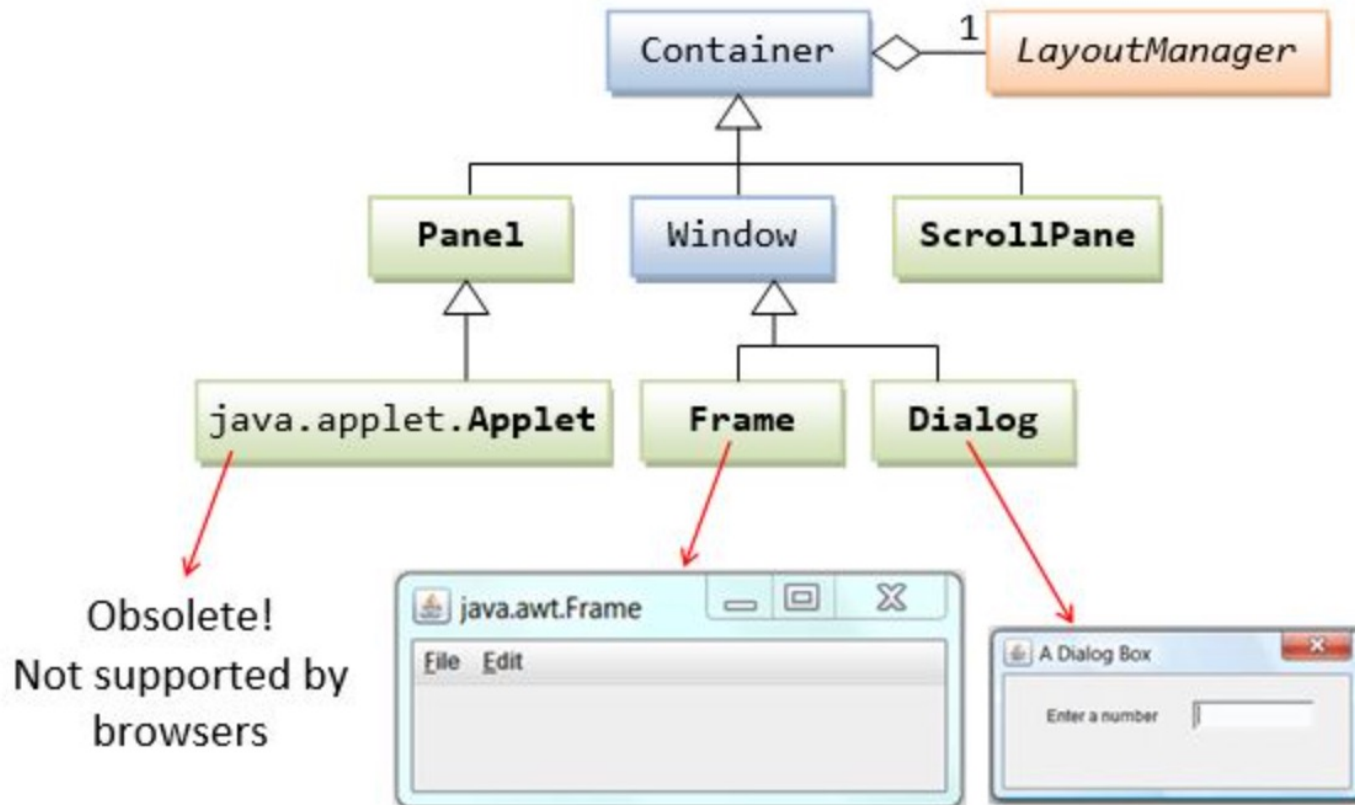 Container
1
LayoutManager
Panel
Window
ScrollPane
java.applet.Applet
Frame
Dialog
Obsolete!
Not supported by
browsers
java.awt.Frame
File Edit
A Dialog Box
Enter a number